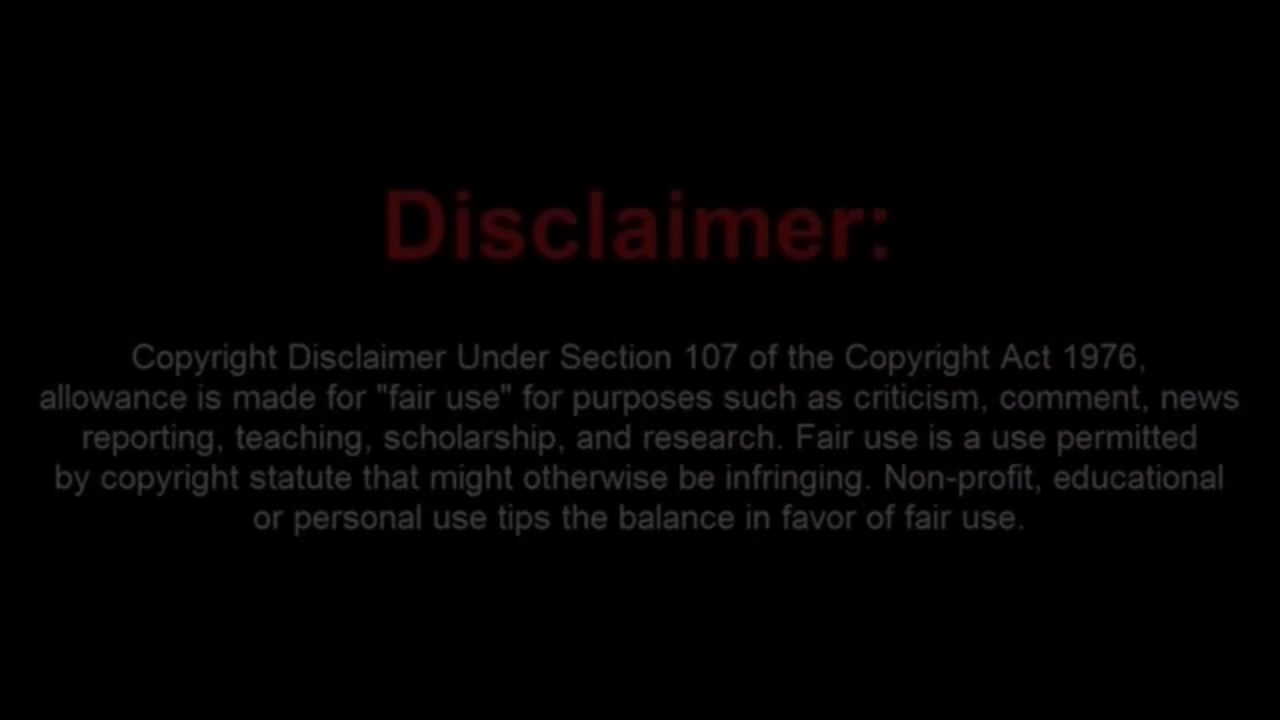 Disclaimer:
Copyright Disclaimer Under Section 107 of the Copyright Act 1976,
allowance is made for "fair use" for purposes such as criticism, comment, news
reporting, teaching, scholarship, and research. Fair use is a use permitted
by copyright statute that might otherwise be infringing. Non-profit, educational
or personal use tips the balance in favor of fair use.